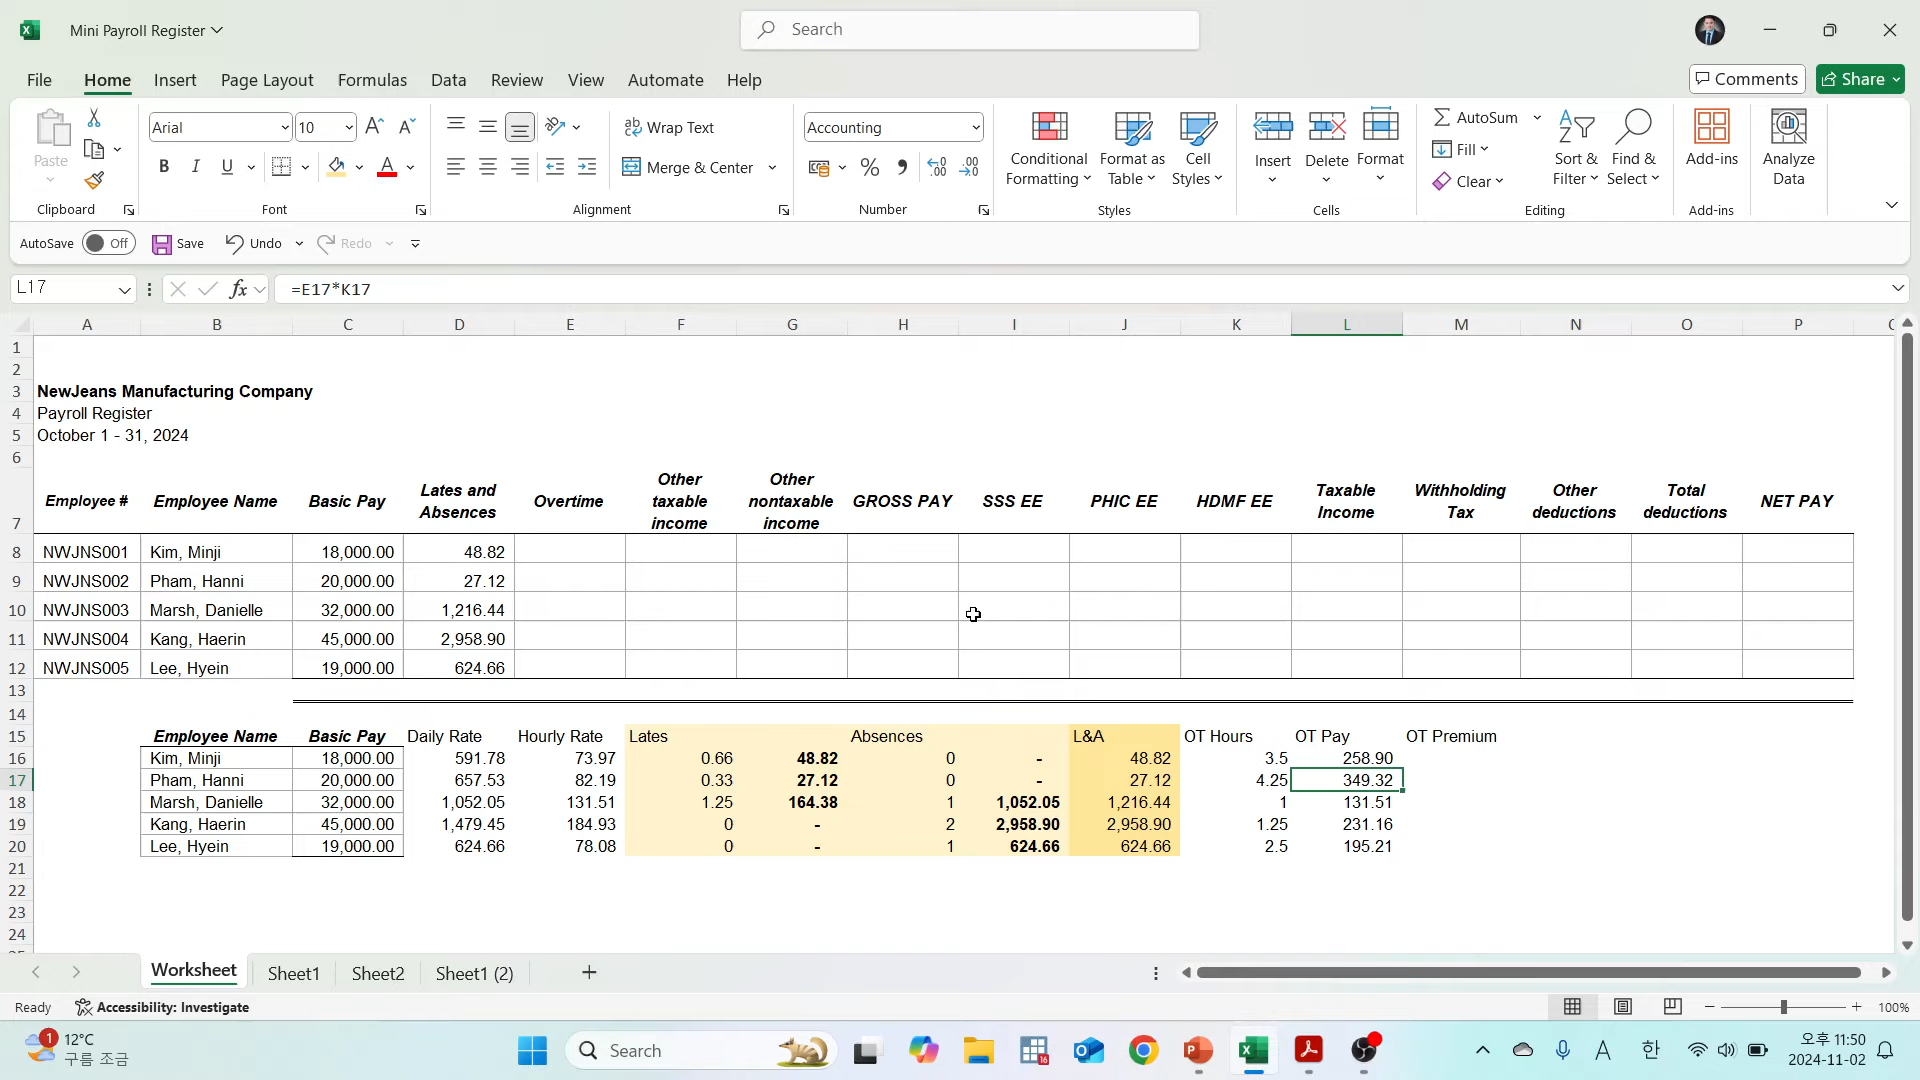 Mini Payroll Register
Search
File Home Insert Page Layout Formulas Data Review View Automate Help
Comments Share
Paste
Arial 10
B I U
Wrap Text
Merge & Center
Accounting
Conditional Formatting
Format as Table
Cell Styles
Insert Delete Format
AutoSum
Fill
Clear
Sort & Filter
Find & Select
Add-ins
Analyze Data
Clipboard Font Alignment Number Styles Cells Editing Add-ins
AutoSave Off Save Undo Redo
L17 fx =E17*K17
A B C D E F G H I J K L M N O P
1
2
3 NewJeans Manufacturing Company
4 Payroll Register
5 October 1 - 31, 2024
6
7 Employee # Employee Name Basic Pay Lates and Absences Overtime Other taxable income Other nontaxable income GROSS PAY SSS EE PHIC EE HDMF EE Taxable Income Withholding Tax Other deductions Total deductions NET PAY
8 NWJNS001 Kim, Minji 18,000.00 48.82
9 NWJNS002 Pham, Hanni 20,000.00 27.12
10 NWJNS003 Marsh, Danielle 32,000.00 1,216.44
11 NWJNS004 Kang, Haerin 45,000.00 2,958.90
12 NWJNS005 Lee, Hyein 19,000.00 624.66
13
14
15 Employee Name Basic Pay Daily Rate Hourly Rate Lates Absences L&A OT Hours OT Pay OT Premium
16 Kim, Minji 18,000.00 591.78 73.97 0.66 48.82 0 - 48.82 3.5 258.90
17 Pham, Hanni 20,000.00 657.53 82.19 0.33 27.12 0 - 27.12 4.25 349.32
18 Marsh, Danielle 32,000.00 1,052.05 131.51 1.25 164.38 1 1,052.05 1,216.44 1 131.51
19 Kang, Haerin 45,000.00 1,479.45 184.93 0 - 2 2,958.90 2,958.90 1.25 231.16
20 Lee, Hyein 19,000.00 624.66 78.08 0 - 1 624.66 624.66 2.5 195.21
21
22
23
24
Worksheet Sheet1 Sheet2 Sheet1 (2)
Ready Accessibility: Investigate 100%
1 12°C
구름 조금
Search
16
A 한
오후 11:50
2024-11-02